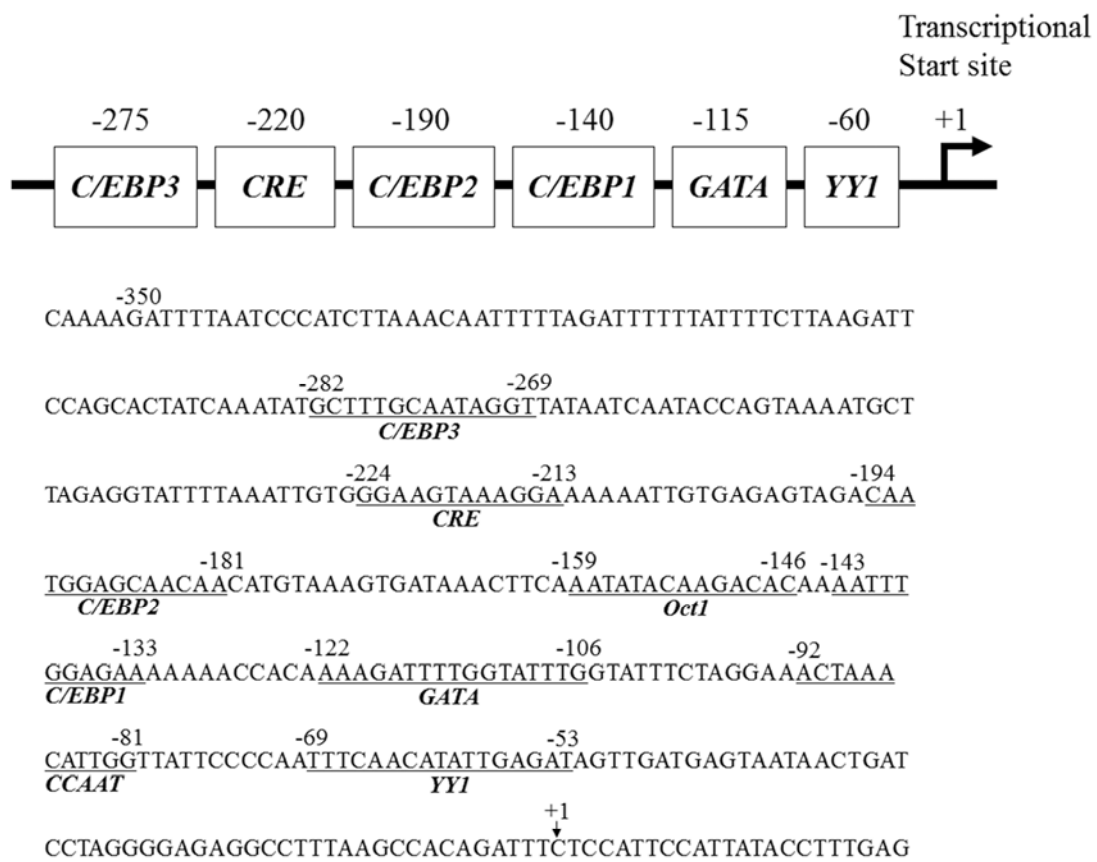 Transcriptional
Start site
-275 -220 -190 -140 -115 -60 +1
C/EBP3 CRE C/EBP2 C/EBP1 GATA YY1
-350
CAAAAGATTTTAATCCCATCTTAAACAATTTTTAGATTTTTTATTTTCTTAAGATT
-282 -269
CCAGCACTATCAAATATGCTTTGCAATAGGTTATAATCAATACCAGTAAAATGCT
C/EBP3
-224 -213 -194
TAGAGGTATTTTAAATTGTGGGAAGTAAAGGAAAAAATTGTGAGAGTAGACAA
CRE
-181 -159 -146 -143
TGGAGCAACAACATGTAAAGTGATAAACTTCAAATATACAAGACACAAAATTT
C/EBP2 Oct1
-133 -122 -106 -92
GGAGAAAAAAACCACAAAAGATTTTGGTATTTGGTATTTCTAGGAAACTAAA
C/EBP1 GATA
-81 -69 -53
CATTGGTTATTCCCCAATTTCAACATATTGAGATAGTTGATGAGTAATAACTGAT
CCAAT YY1
+1
CCTAGGGGAGAGGCCTTTAAGCCACAGATTTCTCCATTCCATTATACCTTTGAG